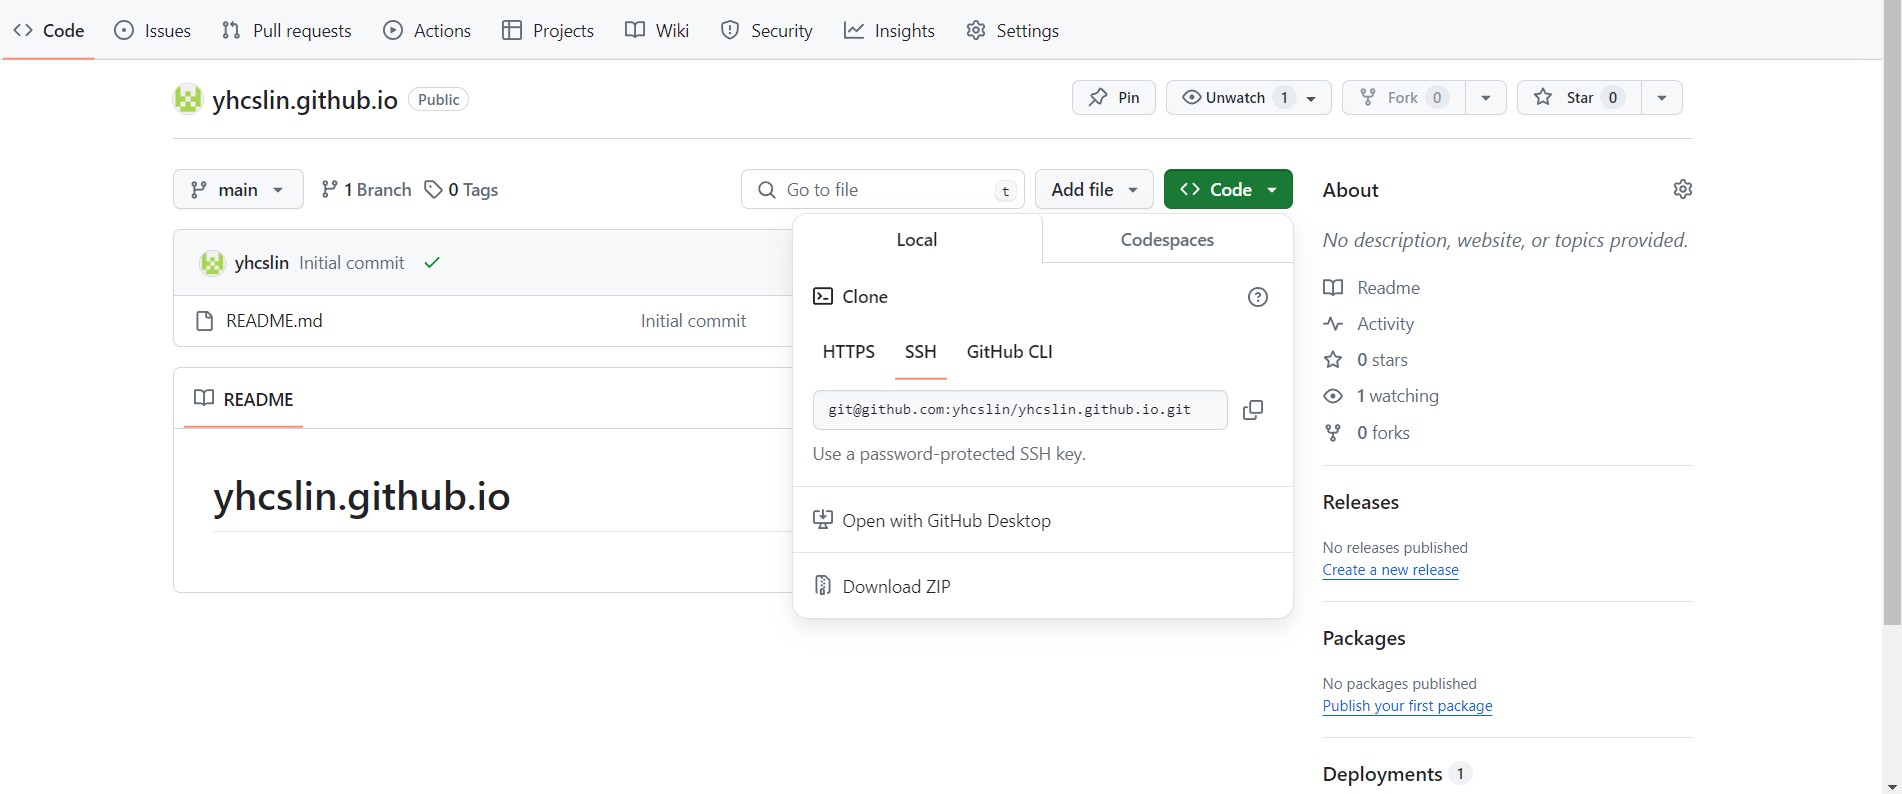 Code Issues Pull requests Actions Projects Wiki Security Insights Settings
yhcslin.github.io Public Pin Unwatch 1 Fork 0 Star 0
main 1 Branch 0 Tags Go to file t Add file Code
yhcslin Initial commit
README.md Initial commit
README
yhcslin.github.io
Local Codespaces
Clone
HTTPS SSH GitHub CLI
git@github.com:yhcslin/yhcslin.github.io.git
Use a password-protected SSH key.
Open with GitHub Desktop
Download ZIP
About
No description, website, or topics provided.
Readme
Activity
0 stars
1 watching
0 forks
Releases
No releases published
Create a new release
Packages
No packages published
Publish your first package
Deployments 1